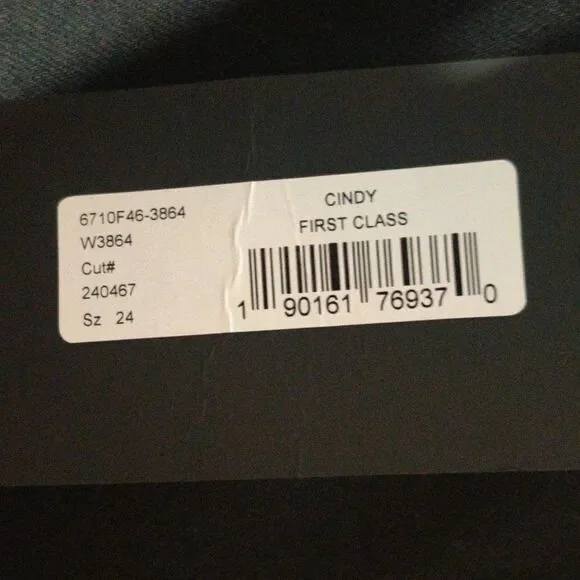 6710F46-3864
W3864
Cut#
240467
Sz 24
CINDY
FIRST CLASS
1 90161 76937 0